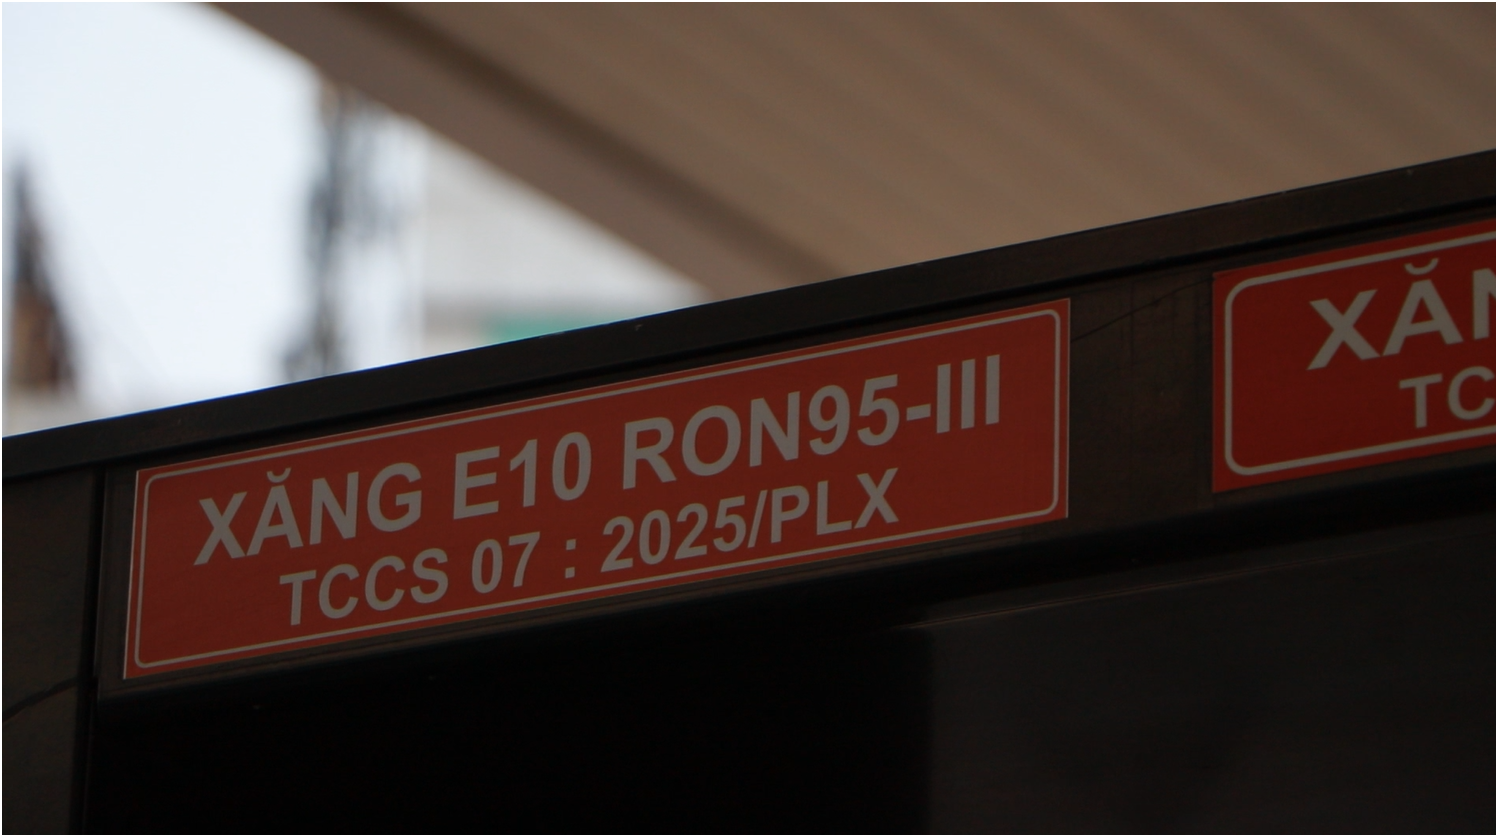 XĂNG E10 RON95-III
TCCS 07 : 2025/PLX